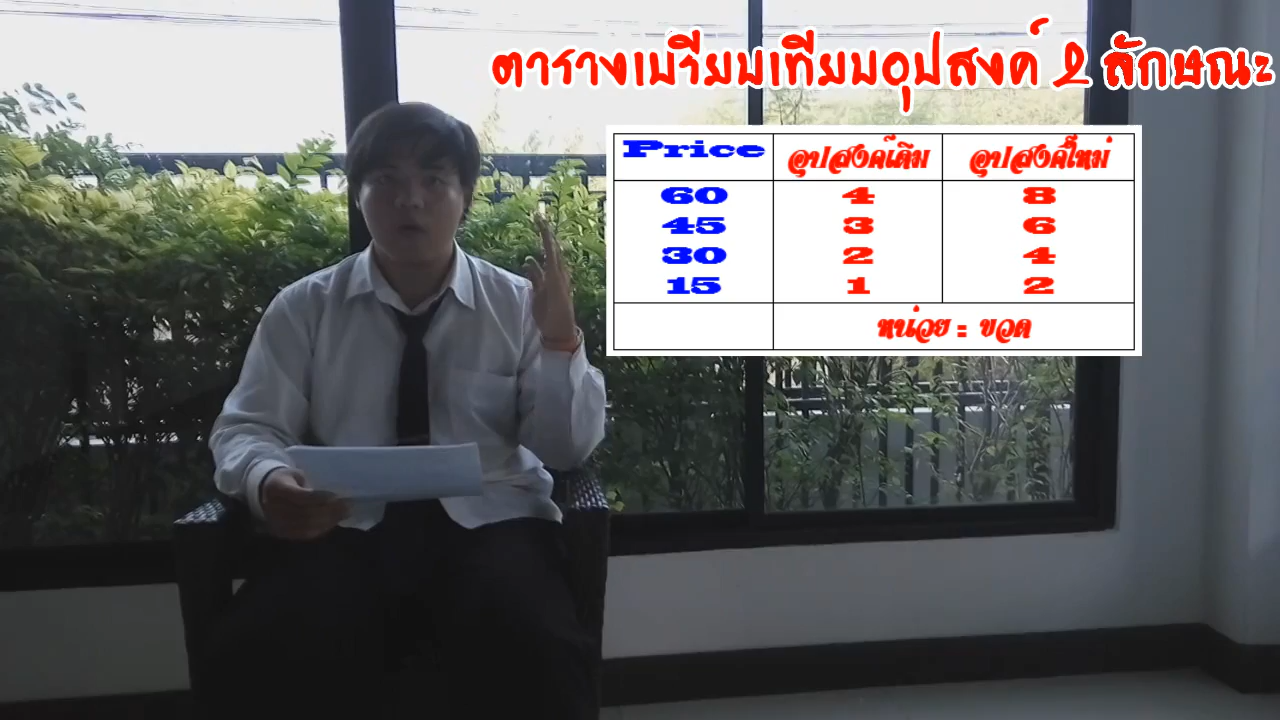 ตารางเปรียบเทียบอุปสงค์ 2 ลักษณะ
Price อุปสงค์เดิม อุปสงค์ใหม่
60 4 8
45 3 6
30 2 4
15 1 2
หน่วย : ขวด